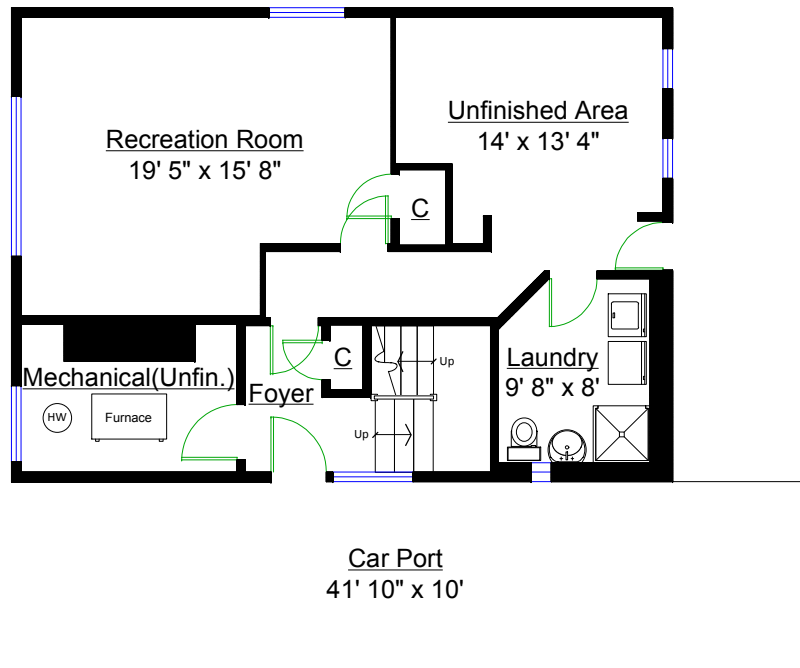 Unfinished Area
14' x 13' 4"
Recreation Room
19' 5" x 15' 8"
C
C
Up
Laundry
9' 8" x 8'
Mechanical(Unfin.)
Foyer
HW
Furnace
Up
Car Port
41' 10" x 10'